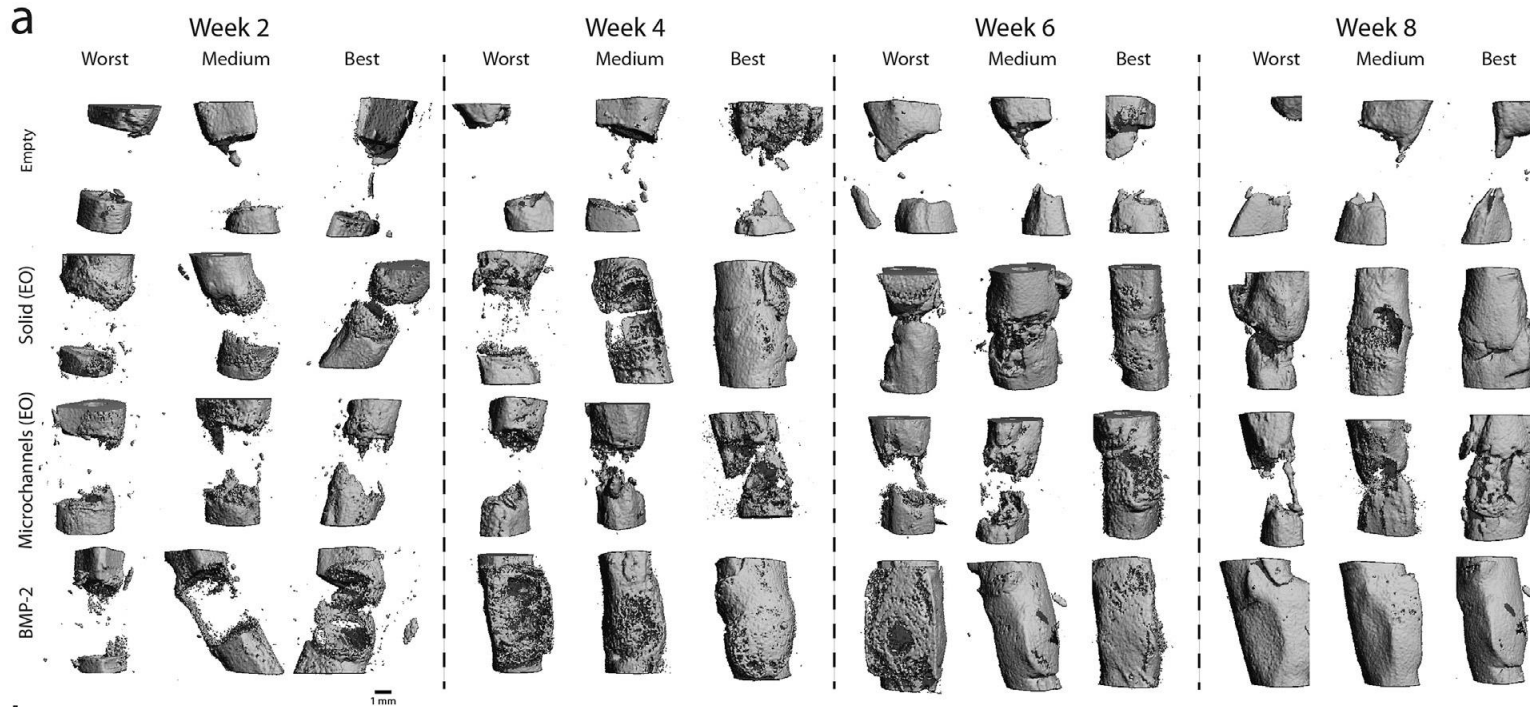 a
Week 2 Week 4 Week 6 Week 8
Worst Medium Best Worst Medium Best Worst Medium Best Worst Medium Best
Empty
Solid (EO)
Microchannels (EO)
BMP-2
1 mm